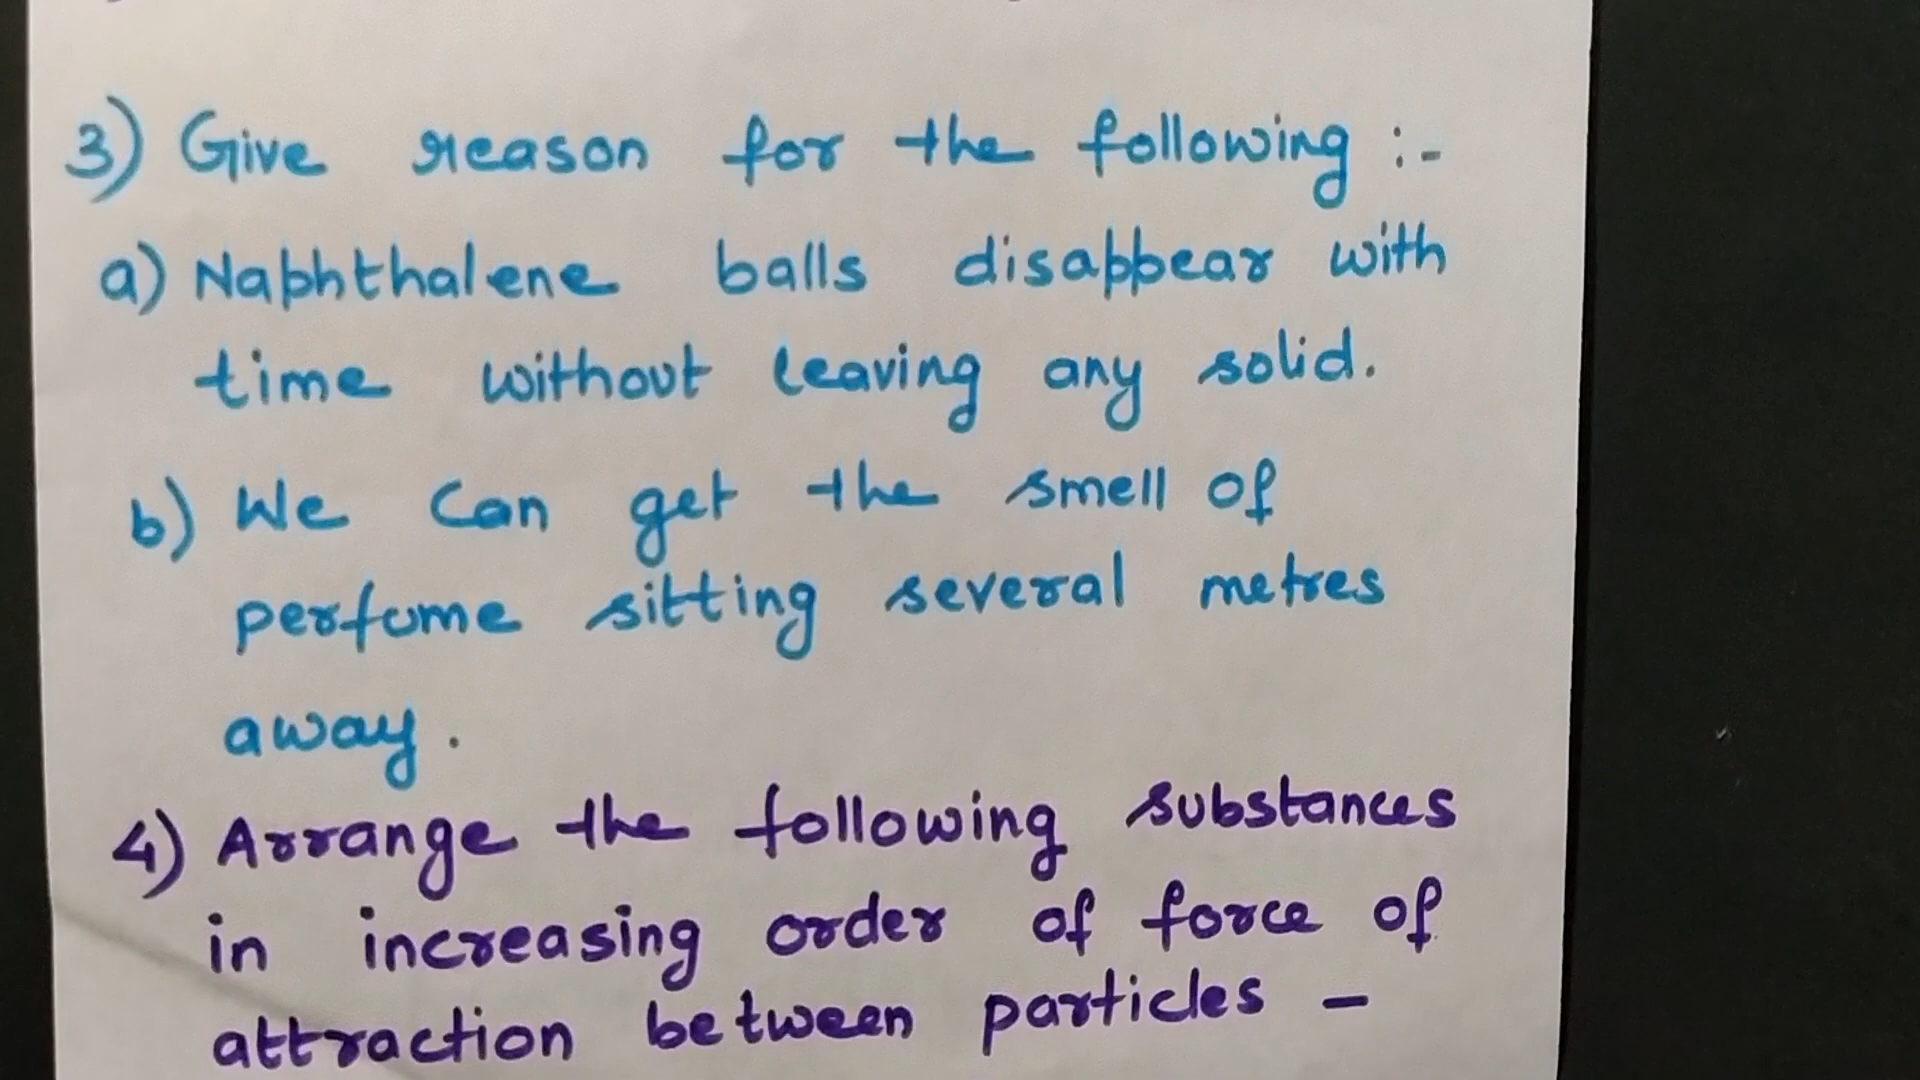 3) Give reason for the following :-
a) Naphthalene balls disappear with
time without leaving any solid.
b) We can get the smell of
perfume sitting several metres
away.
4) Arrange the following substances
in increasing order of force of
attraction between particles -